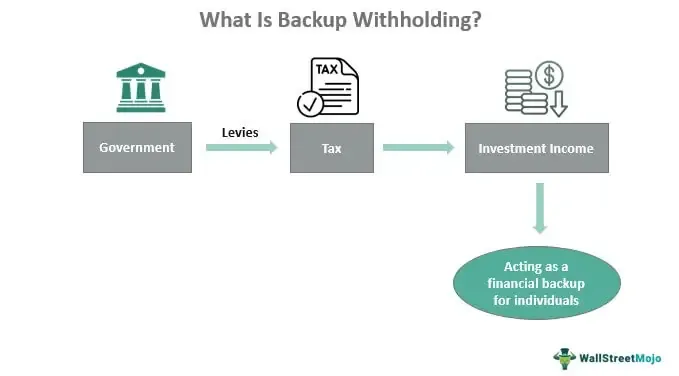 What Is Backup Withholding?
TAX
Government
Levies
Tax
Investment Income
Acting as a
financial backup
for individuals
WallStreetMojo